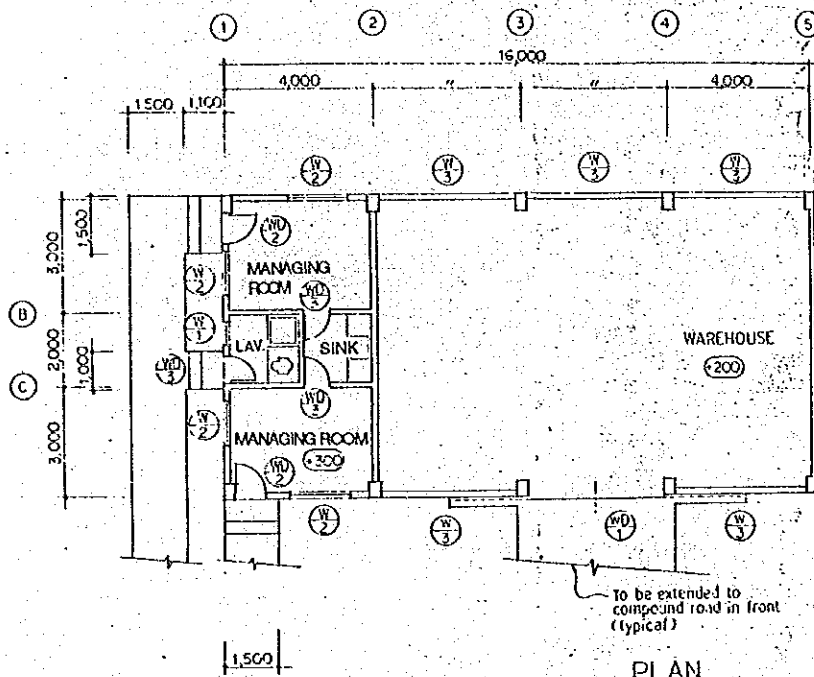 1 2 3 4 5
16,000
4,000 〃 〃 4,000
1,500 1,100
W 2 W 3 W 3 W 3
3,000
1,500
WD 2
MANAGING
ROOM
W 2
WD 3
B
W 1
2,000
LAV. SINK
WAREHOUSE
+200
WD 3
1,000
C
WD 3
W 2
MANAGING ROOM
+300
3,000
WD 2
W 2 W 3 WD 1 W 3
To be extended to
compound road in front
(typical)
1,500
PLAN